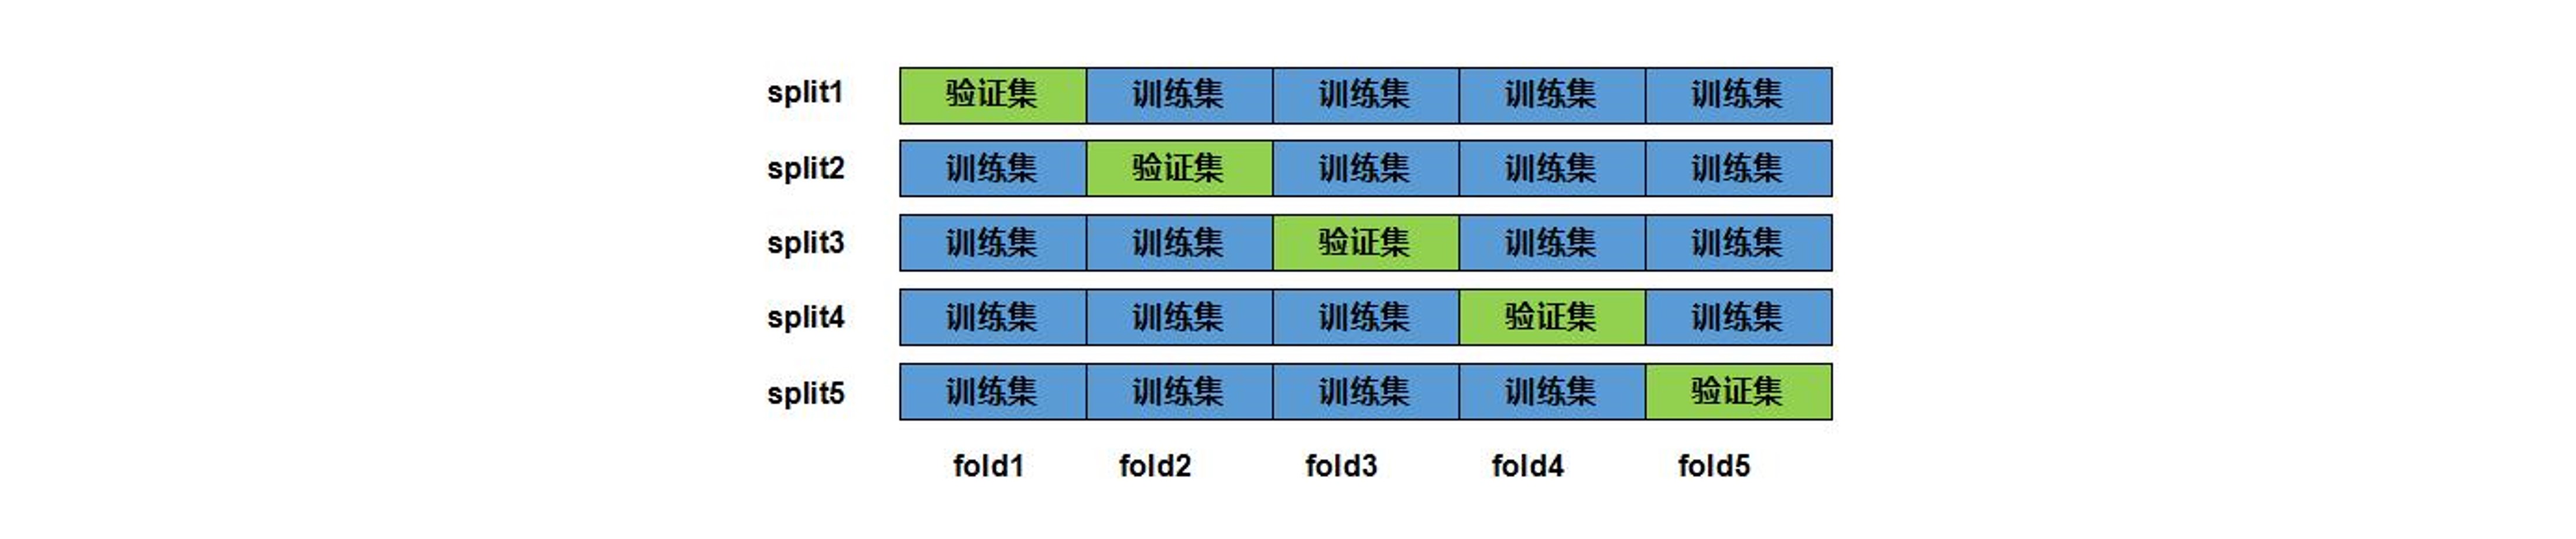 split1 验证集 训练集 训练集 训练集 训练集
split2 训练集 验证集 训练集 训练集 训练集
split3 训练集 训练集 验证集 训练集 训练集
split4 训练集 训练集 训练集 验证集 训练集
split5 训练集 训练集 训练集 训练集 验证集
fold1 fold2 fold3 fold4 fold5